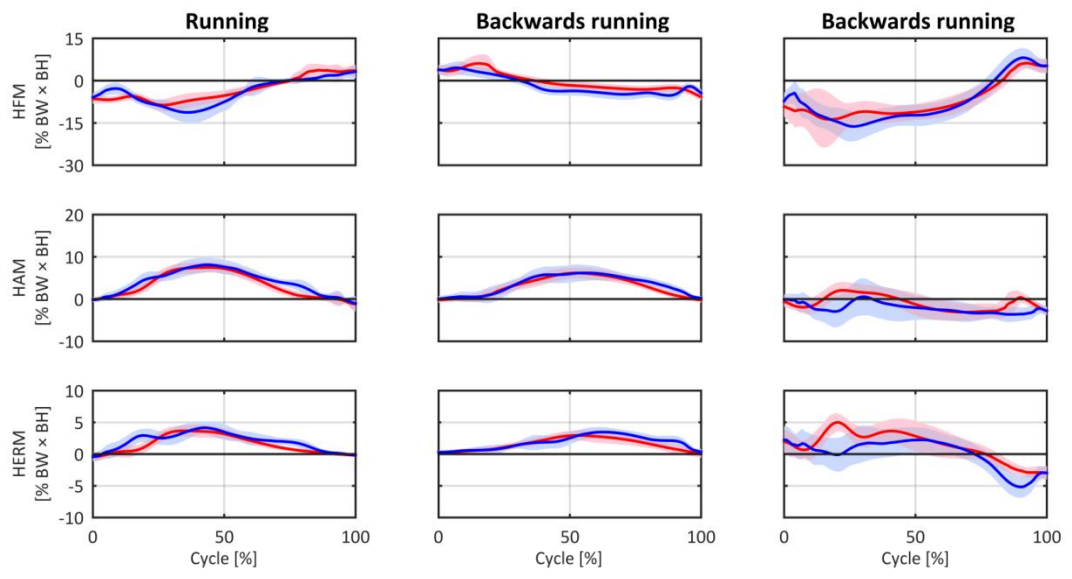 Running
Backwards running
Backwards running
HFM
[% BW × BH]
15
0
-15
-30
HAM
[% BW × BH]
20
10
0
-10
HERM
[% BW × BH]
10
5
0
-5
-10
0
50
100
0
50
100
0
50
100
Cycle [%]
Cycle [%]
Cycle [%]